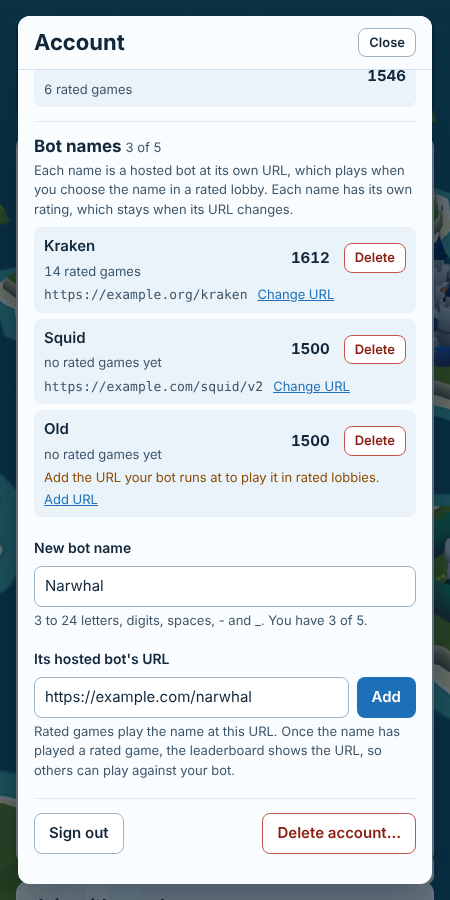 Account
Close
1546
6 rated games
Bot names 3 of 5
Each name is a hosted bot at its own URL, which plays when
you choose the name in a rated lobby. Each name has its own
rating, which stays when its URL changes.
Kraken
14 rated games
1612
Delete
https://example.org/kraken Change URL
Squid
no rated games yet
1500
Delete
https://example.com/squid/v2 Change URL
Old
no rated games yet
1500
Delete
Add the URL your bot runs at to play it in rated lobbies.
Add URL
New bot name
Narwhal
3 to 24 letters, digits, spaces, - and _. You have 3 of 5.
Its hosted bot's URL
https://example.com/narwhal
Add
Rated games play the name at this URL. Once the name has
played a rated game, the leaderboard shows the URL, so
others can play against your bot.
Sign out
Delete account...